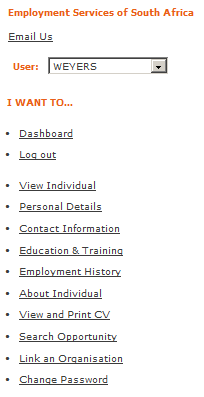 Employment Services of South Africa
Email Us
User: WEYERS
I WANT TO...
Dashboard
Log out
View Individual
Personal Details
Contact Information
Education & Training
Employment History
About Individual
View and Print CV
Search Opportunity
Link an Organisation
Change Password